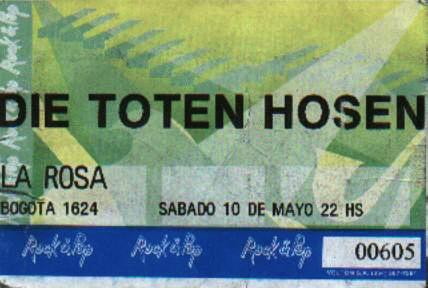 DIE TOTEN HOSEN
LA ROSA
BOGOTA 1624 SABADO 10 DE MAYO 22 HS
Rock & Pop Rock & Pop Rock & Pop 00605